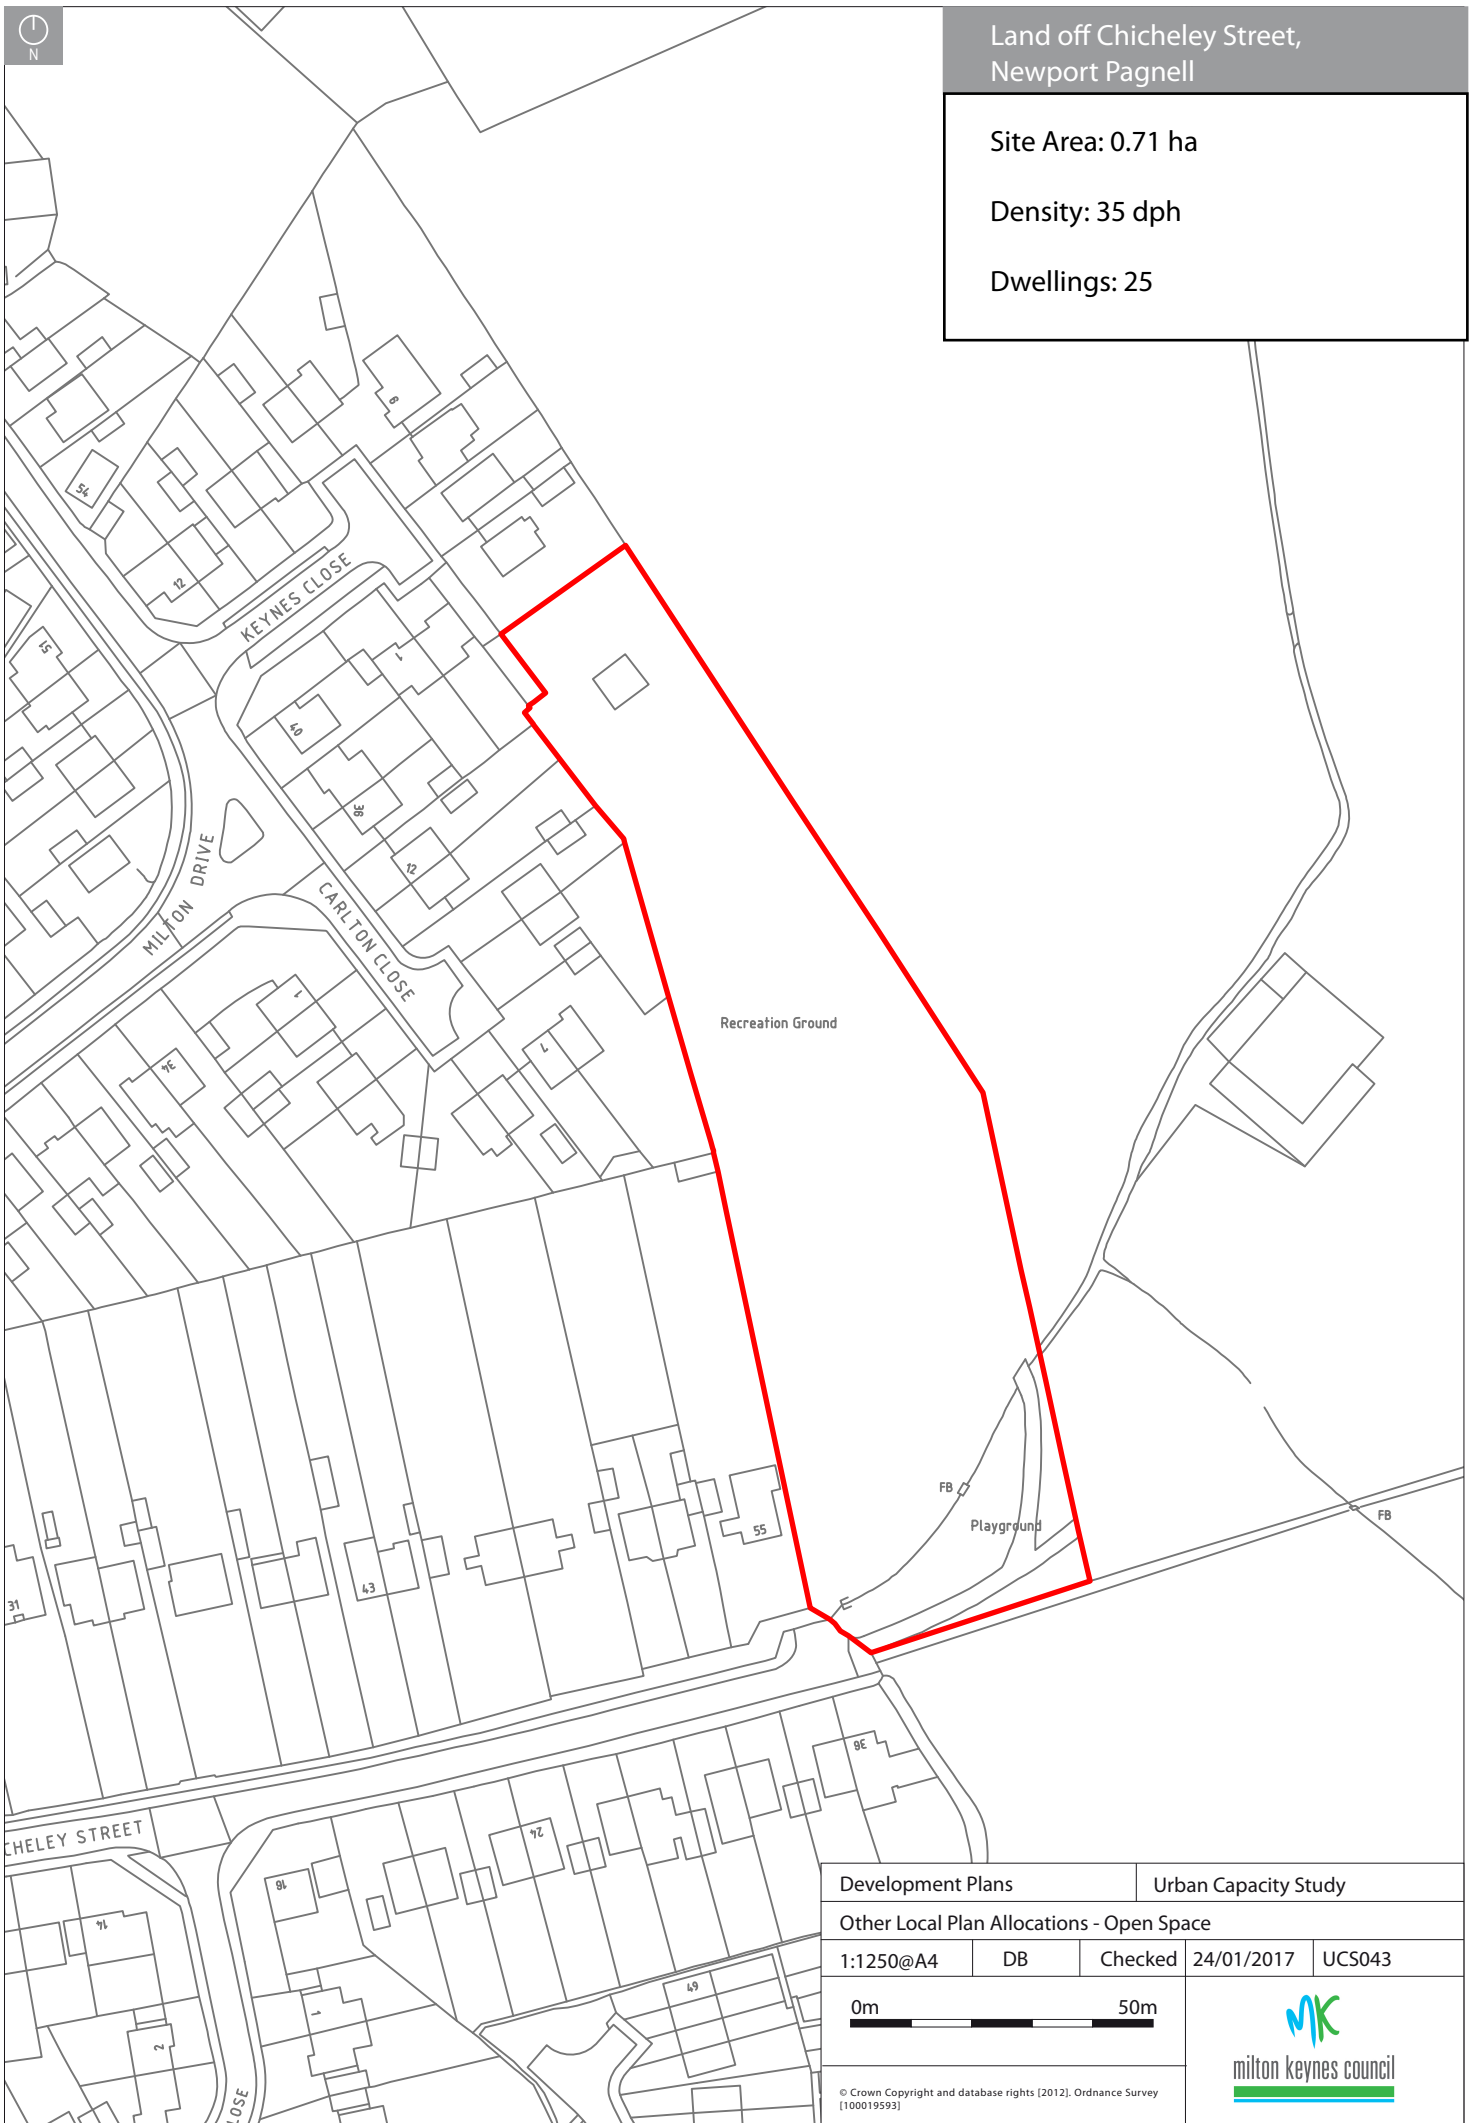 N
Land off Chicheley Street,
Newport Pagnell
Site Area: 0.71 ha
Density: 35 dph
Dwellings: 25
54
12
KEYNES CLOSE
51
1
40
36
12
MILTON DRIVE
CARLTON CLOSE
1
34
7
Recreation Ground
FB
Playground
FB
55
43
31
CHELEY STREET
36
24
16
14
2
1
49
LOSE
Development Plans
Urban Capacity Study
Other Local Plan Allocations - Open Space
1:1250@A4
DB
Checked
24/01/2017
UCS043
0m
50m
milton keynes council
© Crown Copyright and database rights [2012]. Ordnance Survey
[100019593]